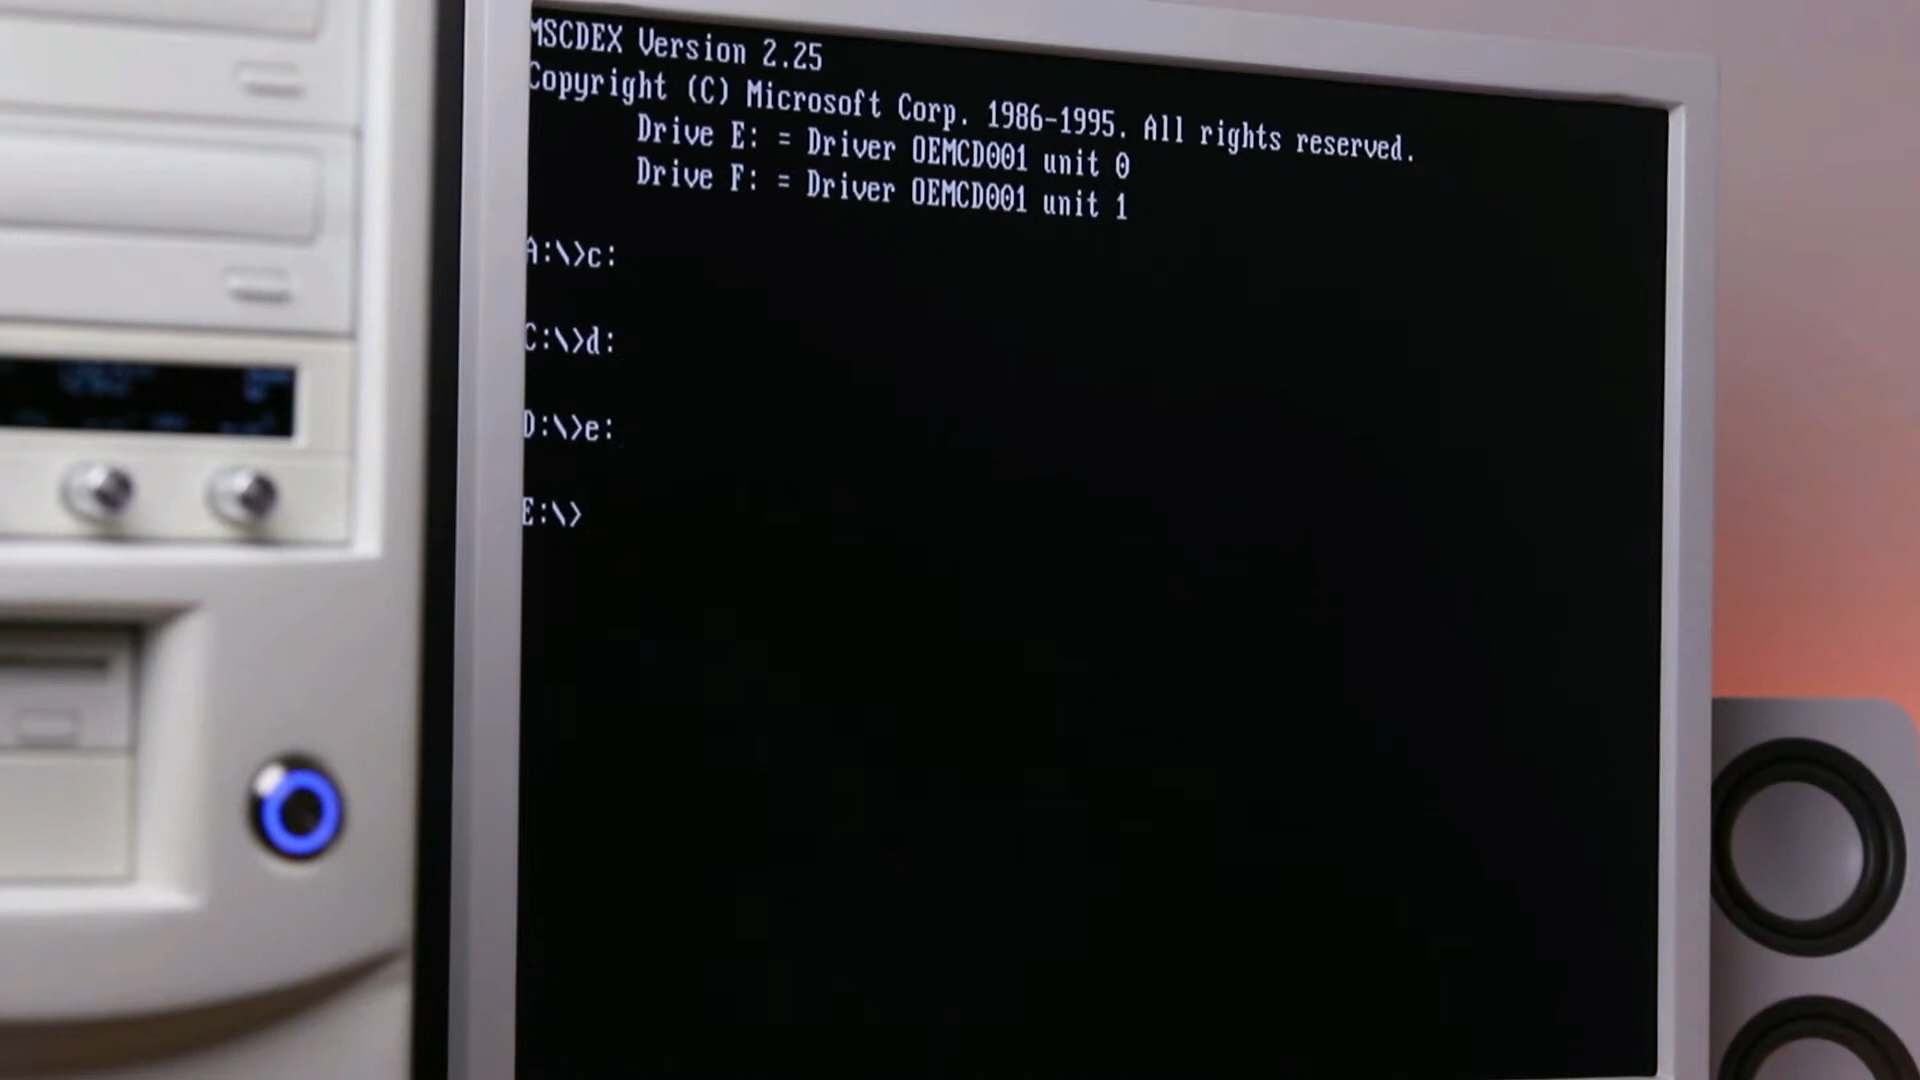 MSCDEX Version 2.25
Copyright (C) Microsoft Corp. 1986-1995. All rights reserved.
Drive E: = Driver OEMCD001 unit 0
Drive F: = Driver OEMCD001 unit 1
A:\>c:
C:\>d:
D:\>e:
E:\>